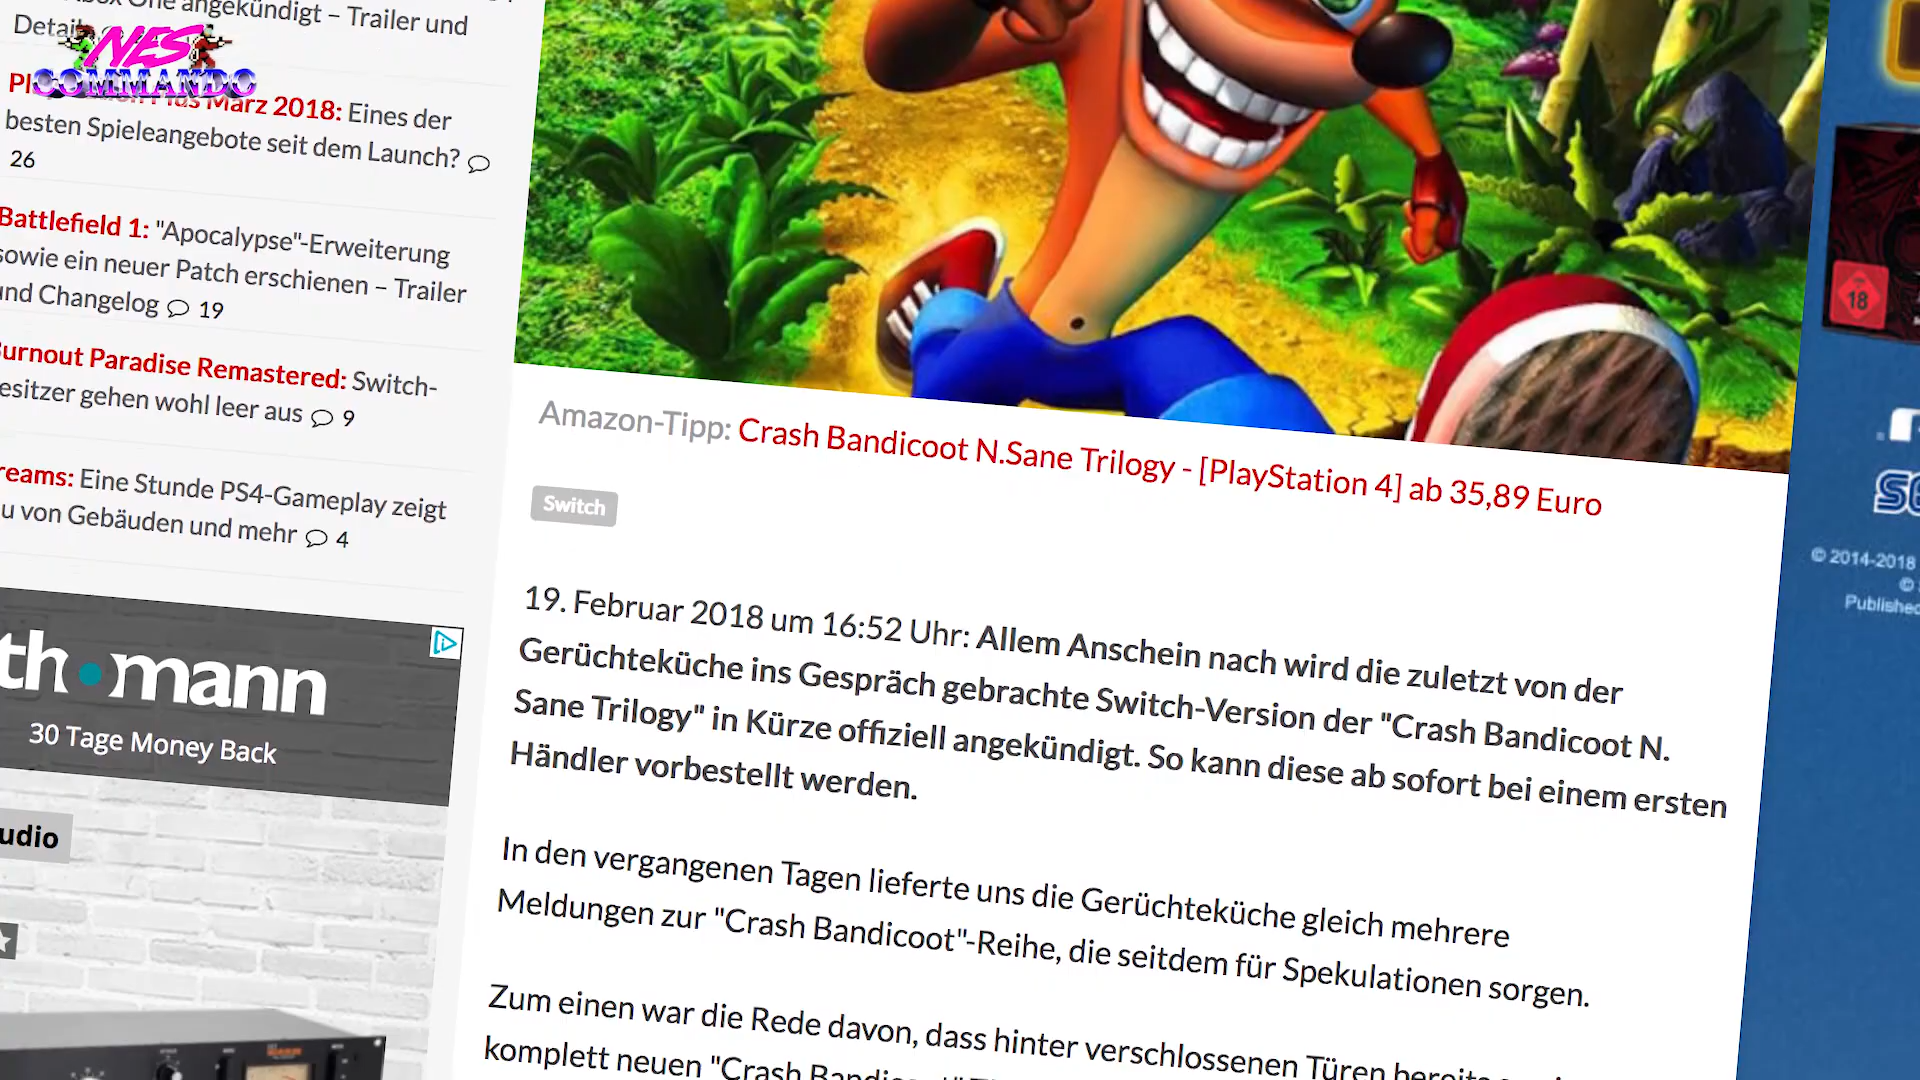 angekündigt – Trailer und
NES
COMMANDO
März 2018: Eines der
besten Spieleangebote seit dem Launch?
26
Battlefield 1: "Apocalypse"-Erweiterung
sowie ein neuer Patch erschienen – Trailer
und Changelog 19
Burnout Paradise Remastered: Switch-
esitzer gehen wohl leer aus 9
reams: Eine Stunde PS4-Gameplay zeigt
u von Gebäuden und mehr 4
th•mann
30 Tage Money Back
udio
Amazon-Tipp: Crash Bandicoot N.Sane Trilogy - [PlayStation 4] ab 35,89 Euro
Switch
19. Februar 2018 um 16:52 Uhr: Allem Anschein nach wird die zuletzt von der
Gerüchteküche ins Gespräch gebrachte Switch-Version der "Crash Bandicoot N.
Sane Trilogy" in Kürze offiziell angekündigt. So kann diese ab sofort bei einem ersten
Händler vorbestellt werden.
In den vergangenen Tagen lieferte uns die Gerüchteküche gleich mehrere
Meldungen zur "Crash Bandicoot"-Reihe, die seitdem für Spekulationen sorgen.
Zum einen war die Rede davon, dass hinter verschlossenen Türen bereits
komplett neuen "Crash
18
© 2014-2018
©
Published